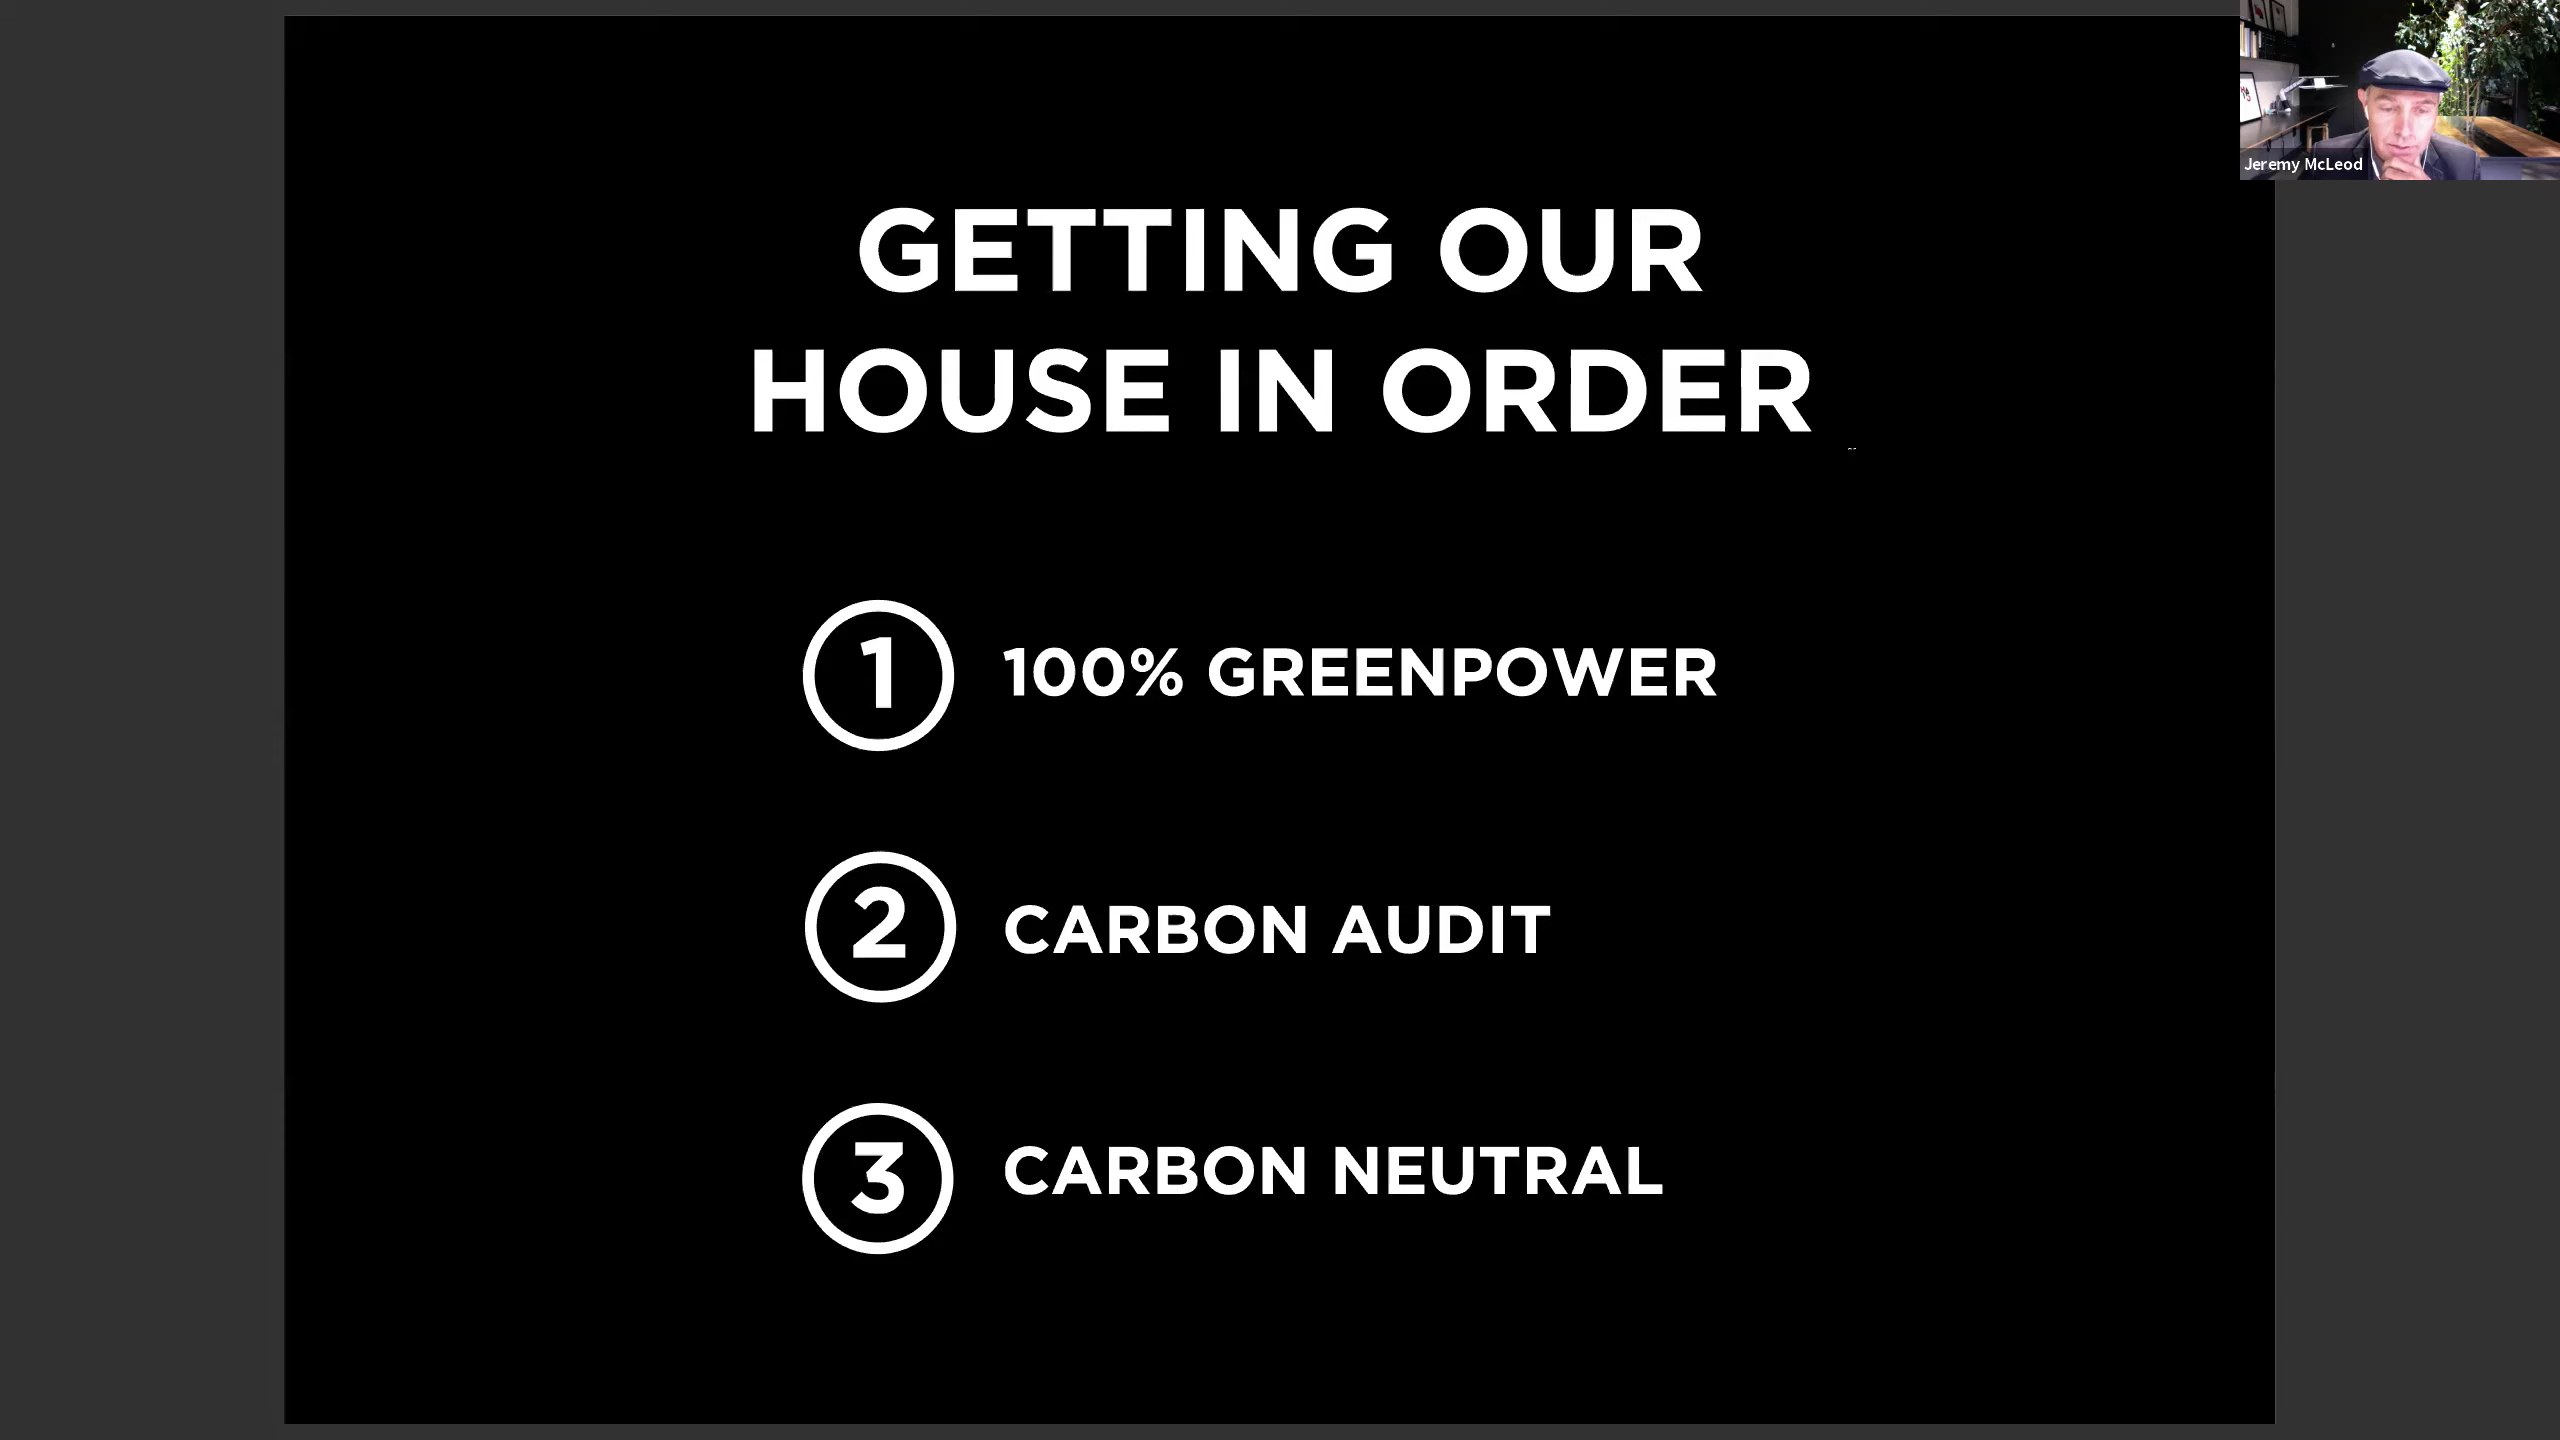 GETTING OUR
HOUSE IN ORDER
1 100% GREENPOWER
2 CARBON AUDIT
3 CARBON NEUTRAL
Jeremy McLeod